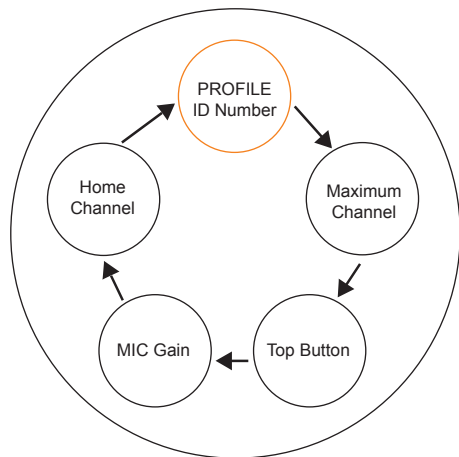 PROFILE
ID Number
Maximum
Channel
Top Button
MIC Gain
Home
Channel